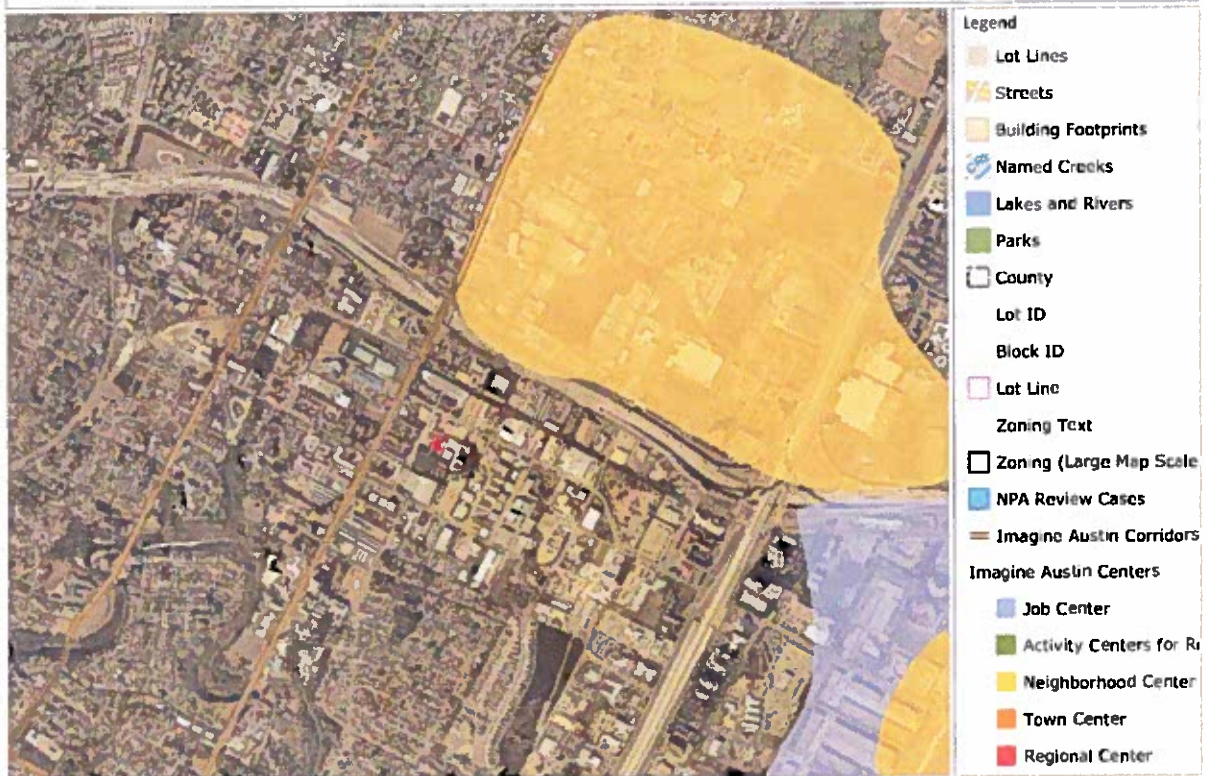 Legend
Lot Lines
Streets
Building Footprints
Named Creeks
Lakes and Rivers
Parks
County
Lot ID
Block ID
Lot Line
Zoning Text
Zoning (Large Map Scale
NPA Review Cases
Imagine Austin Corridors
Imagine Austin Centers
Job Center
Activity Centers for R
Neighborhood Center
Town Center
Regional Center